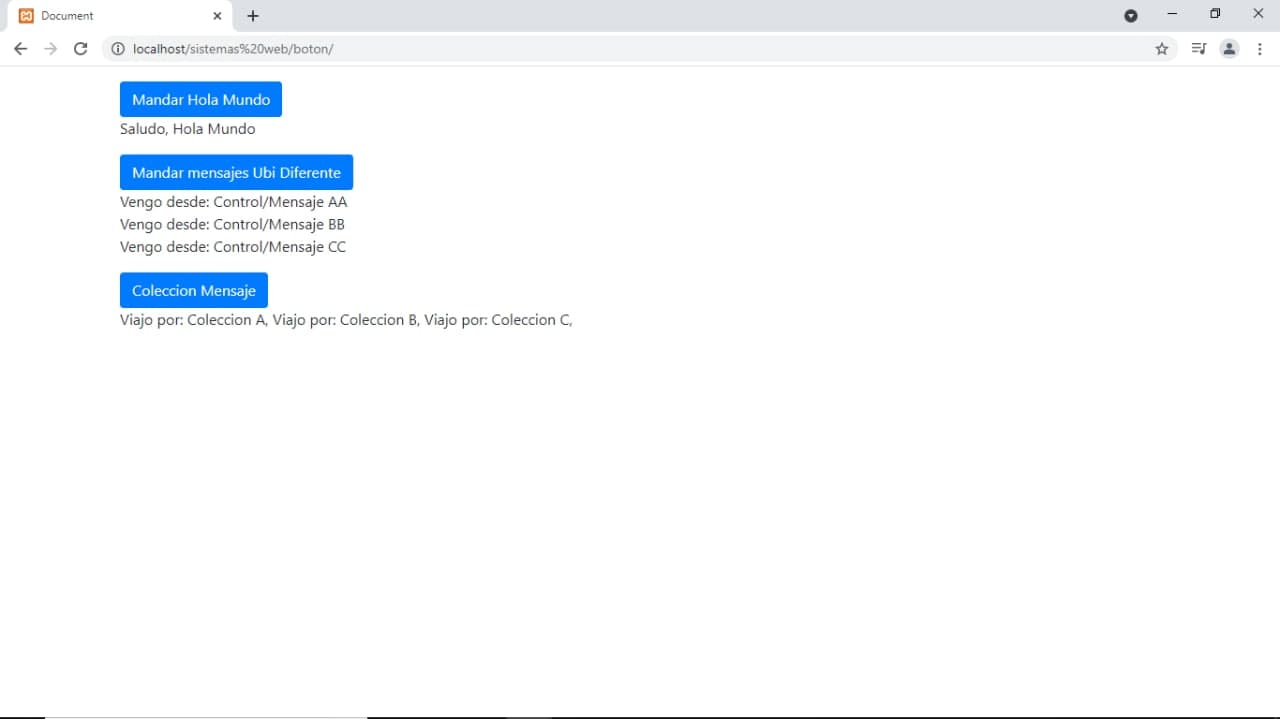 Document
localhost/sistemas%20web/boton/
Mandar Hola Mundo
Saludo, Hola Mundo
Mandar mensajes Ubi Diferente
Vengo desde: Control/Mensaje AA
Vengo desde: Control/Mensaje BB
Vengo desde: Control/Mensaje CC
Coleccion Mensaje
Viajo por: Coleccion A, Viajo por: Coleccion B, Viajo por: Coleccion C,